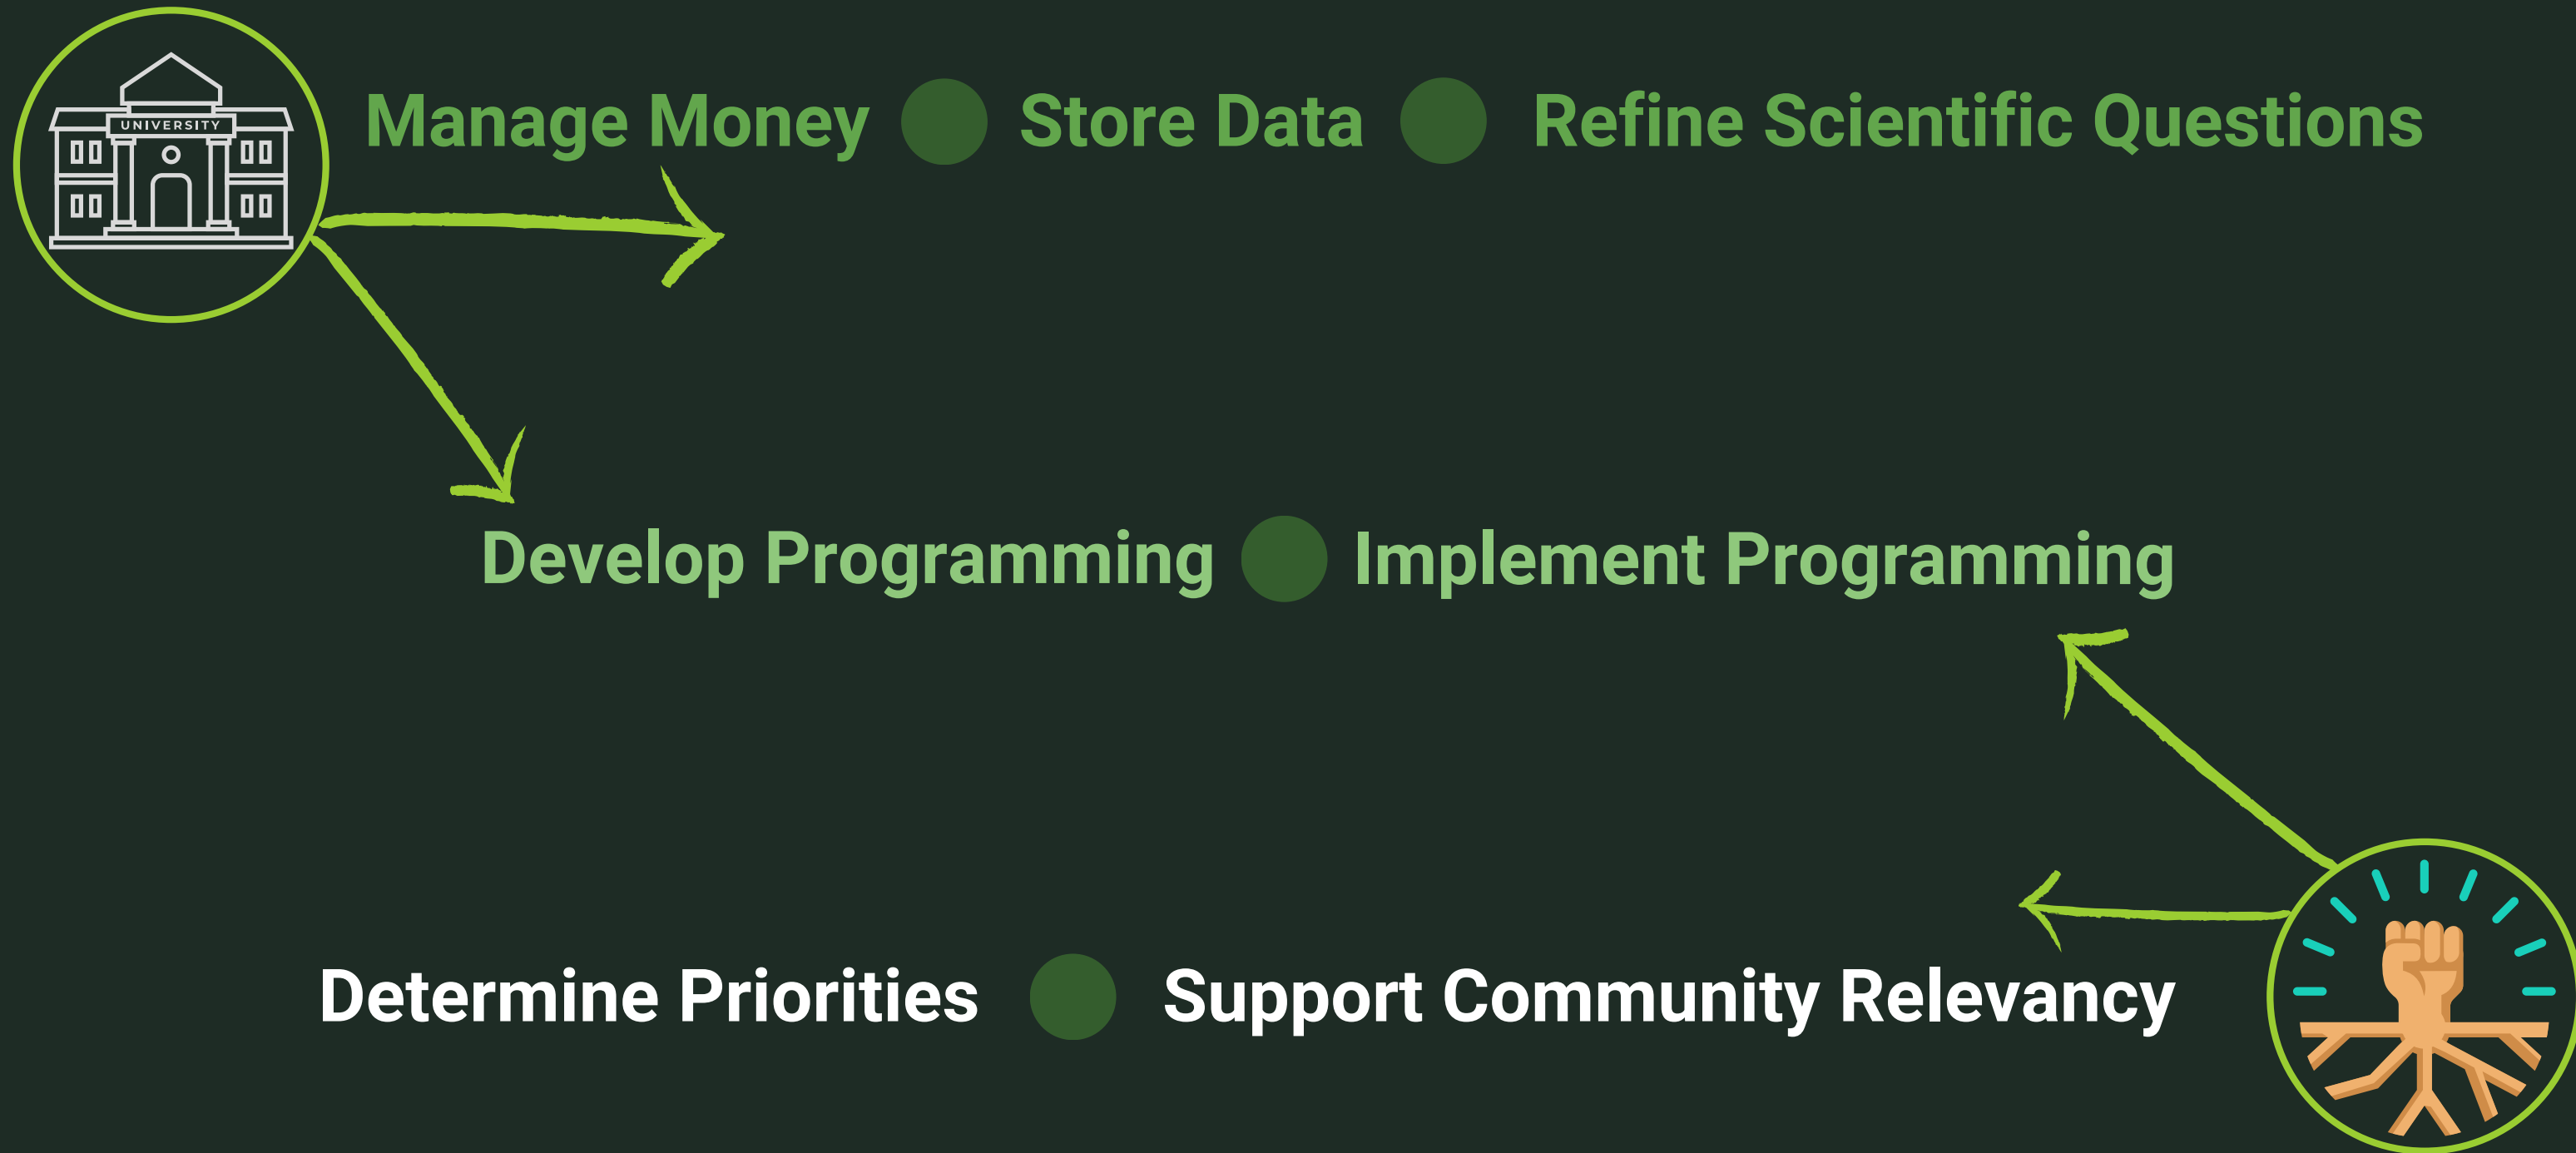 UNIVERSITY
Manage Money Store Data Refine Scientific Questions
Develop Programming Implement Programming
Determine Priorities Support Community Relevancy